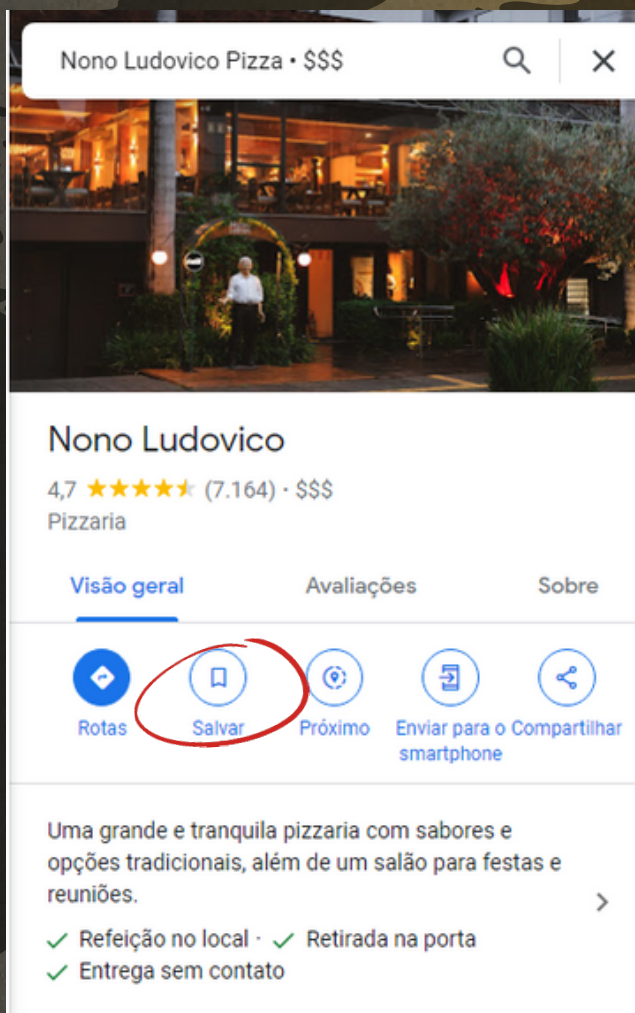 Nono Ludovico Pizza • $$$
Nono Ludovico
4,7 (7.164) · $$$
Pizzaria
Visão geral Avaliações Sobre
Rotas Salvar Próximo Enviar para o smartphone Compartilhar
Uma grande e tranquila pizzaria com sabores e
opções tradicionais, além de um salão para festas e
reuniões.
Refeição no local · Retirada na porta
Entrega sem contato